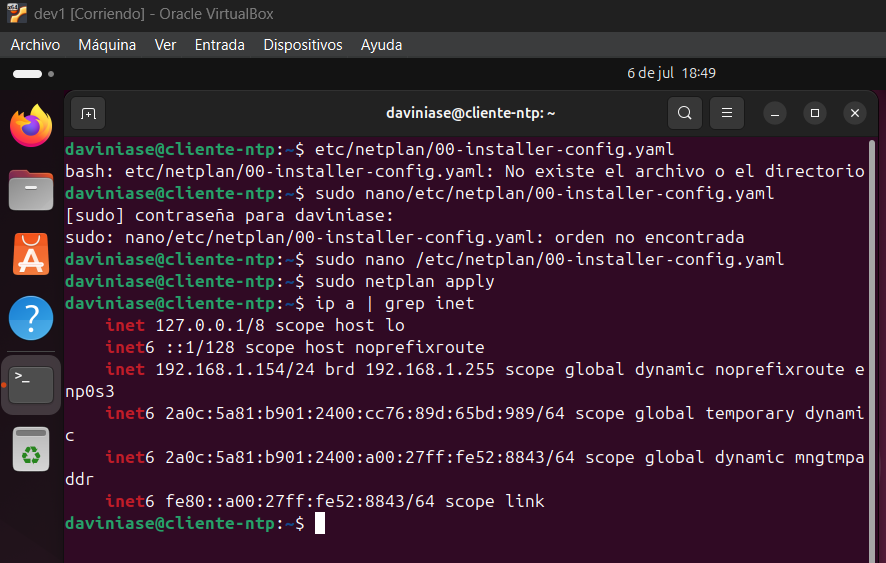 dev1 [Corriendo] - Oracle VirtualBox
Archivo Máquina Ver Entrada Dispositivos Ayuda
6 de jul 18:49
daviniase@cliente-ntp: ~
daviniase@cliente-ntp:~$ etc/netplan/00-installer-config.yaml
bash: etc/netplan/00-installer-config.yaml: No existe el archivo o el directorio
daviniase@cliente-ntp:~$ sudo nano/etc/netplan/00-installer-config.yaml
[sudo] contraseña para daviniase:
sudo: nano/etc/netplan/00-installer-config.yaml: orden no encontrada
daviniase@cliente-ntp:~$ sudo nano /etc/netplan/00-installer-config.yaml
daviniase@cliente-ntp:~$ sudo netplan apply
daviniase@cliente-ntp:~$ ip a | grep inet
inet 127.0.0.1/8 scope host lo
inet6 ::1/128 scope host noprefixroute
inet 192.168.1.154/24 brd 192.168.1.255 scope global dynamic noprefixroute e
np0s3
inet6 2a0c:5a81:b901:2400:cc76:89d:65bd:989/64 scope global temporary dynami
c
inet6 2a0c:5a81:b901:2400:a00:27ff:fe52:8843/64 scope global dynamic mngtmpa
ddr
inet6 fe80::a00:27ff:fe52:8843/64 scope link
daviniase@cliente-ntp:~$